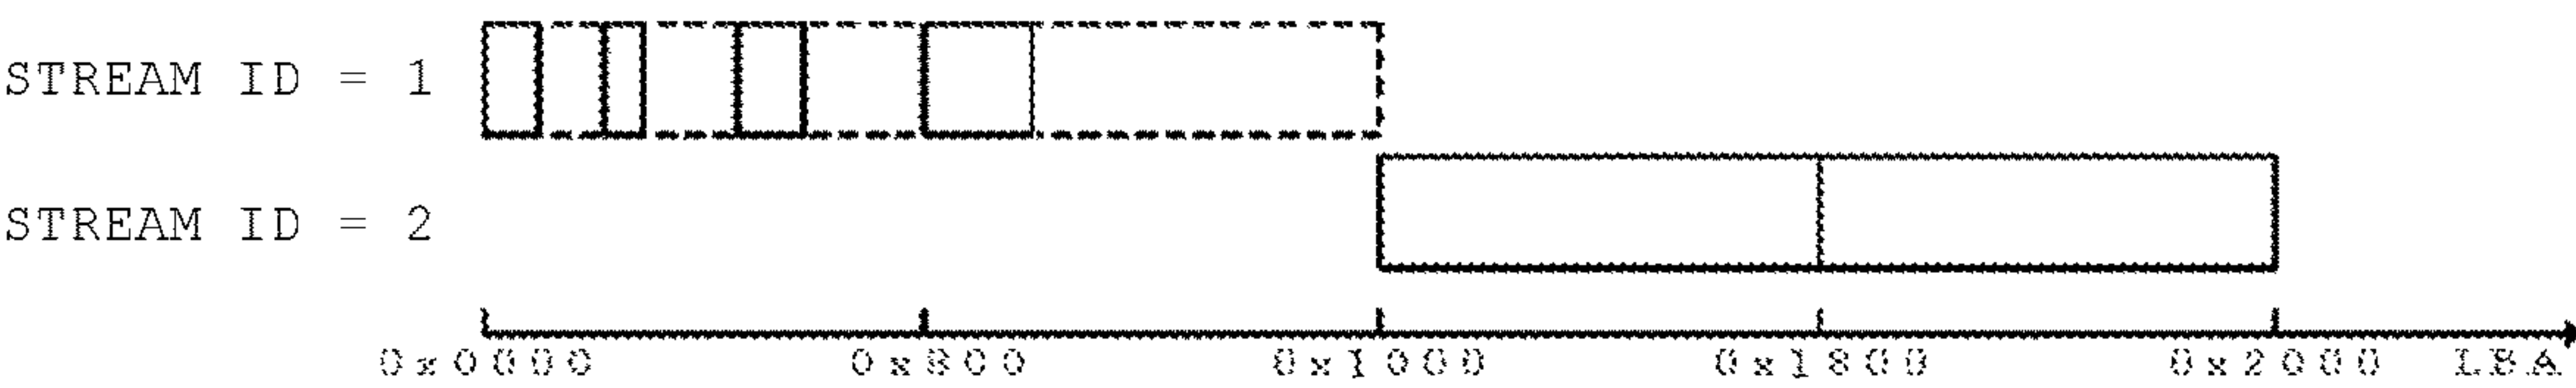 STREAM ID = 1
STREAM ID = 2
0x0000 0x800 0x1000 0x1800 0x2000 LBA